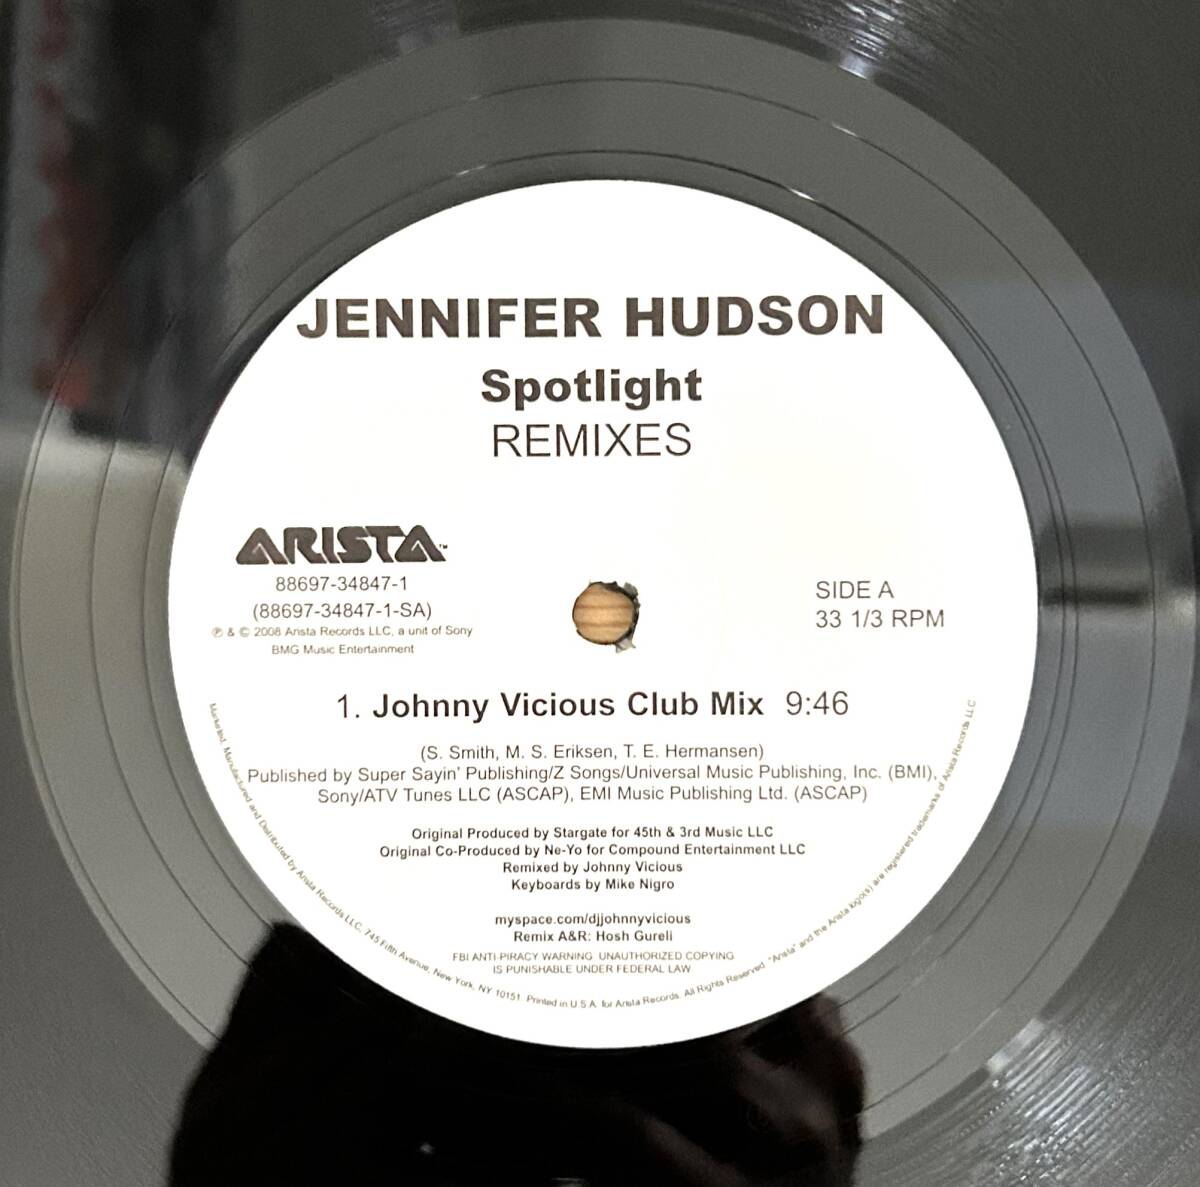 JENNIFER HUDSON
Spotlight
REMIXES
ARISTA™
88697-34847-1
(88697-34847-1-SA)
℗ & © 2008 Arista Records LLC, a unit of Sony
BMG Music Entertainment
SIDE A
33 1/3 RPM
1. Johnny Vicious Club Mix 9:46
(S. Smith, M. S. Eriksen, T. E. Hermansen)
Published by Super Sayin' Publishing/Z Songs/Universal Music Publishing, Inc. (BMI),
Sony/ATV Tunes LLC (ASCAP), EMI Music Publishing Ltd. (ASCAP)
Original Produced by Stargate for 45th & 3rd Music LLC
Original Co-Produced by Ne-Yo for Compound Entertainment LLC
Remixed by Johnny Vicious
Keyboards by Mike Nigro
myspace.com/djjohnnyvicious
Remix A&R: Hosh Gureli
FBI ANTI-PIRACY WARNING. UNAUTHORIZED COPYING
IS PUNISHABLE UNDER FEDERAL LAW
Marketed, Manufactured and Distributed by Arista Records LLC, 745 Fifth Avenue, New York, NY 10151. Printed in U S A. for Arista Records. All Rights Reserved. "Arista" and the Arista logo(s) are registered trademarks of Arista Records LLC